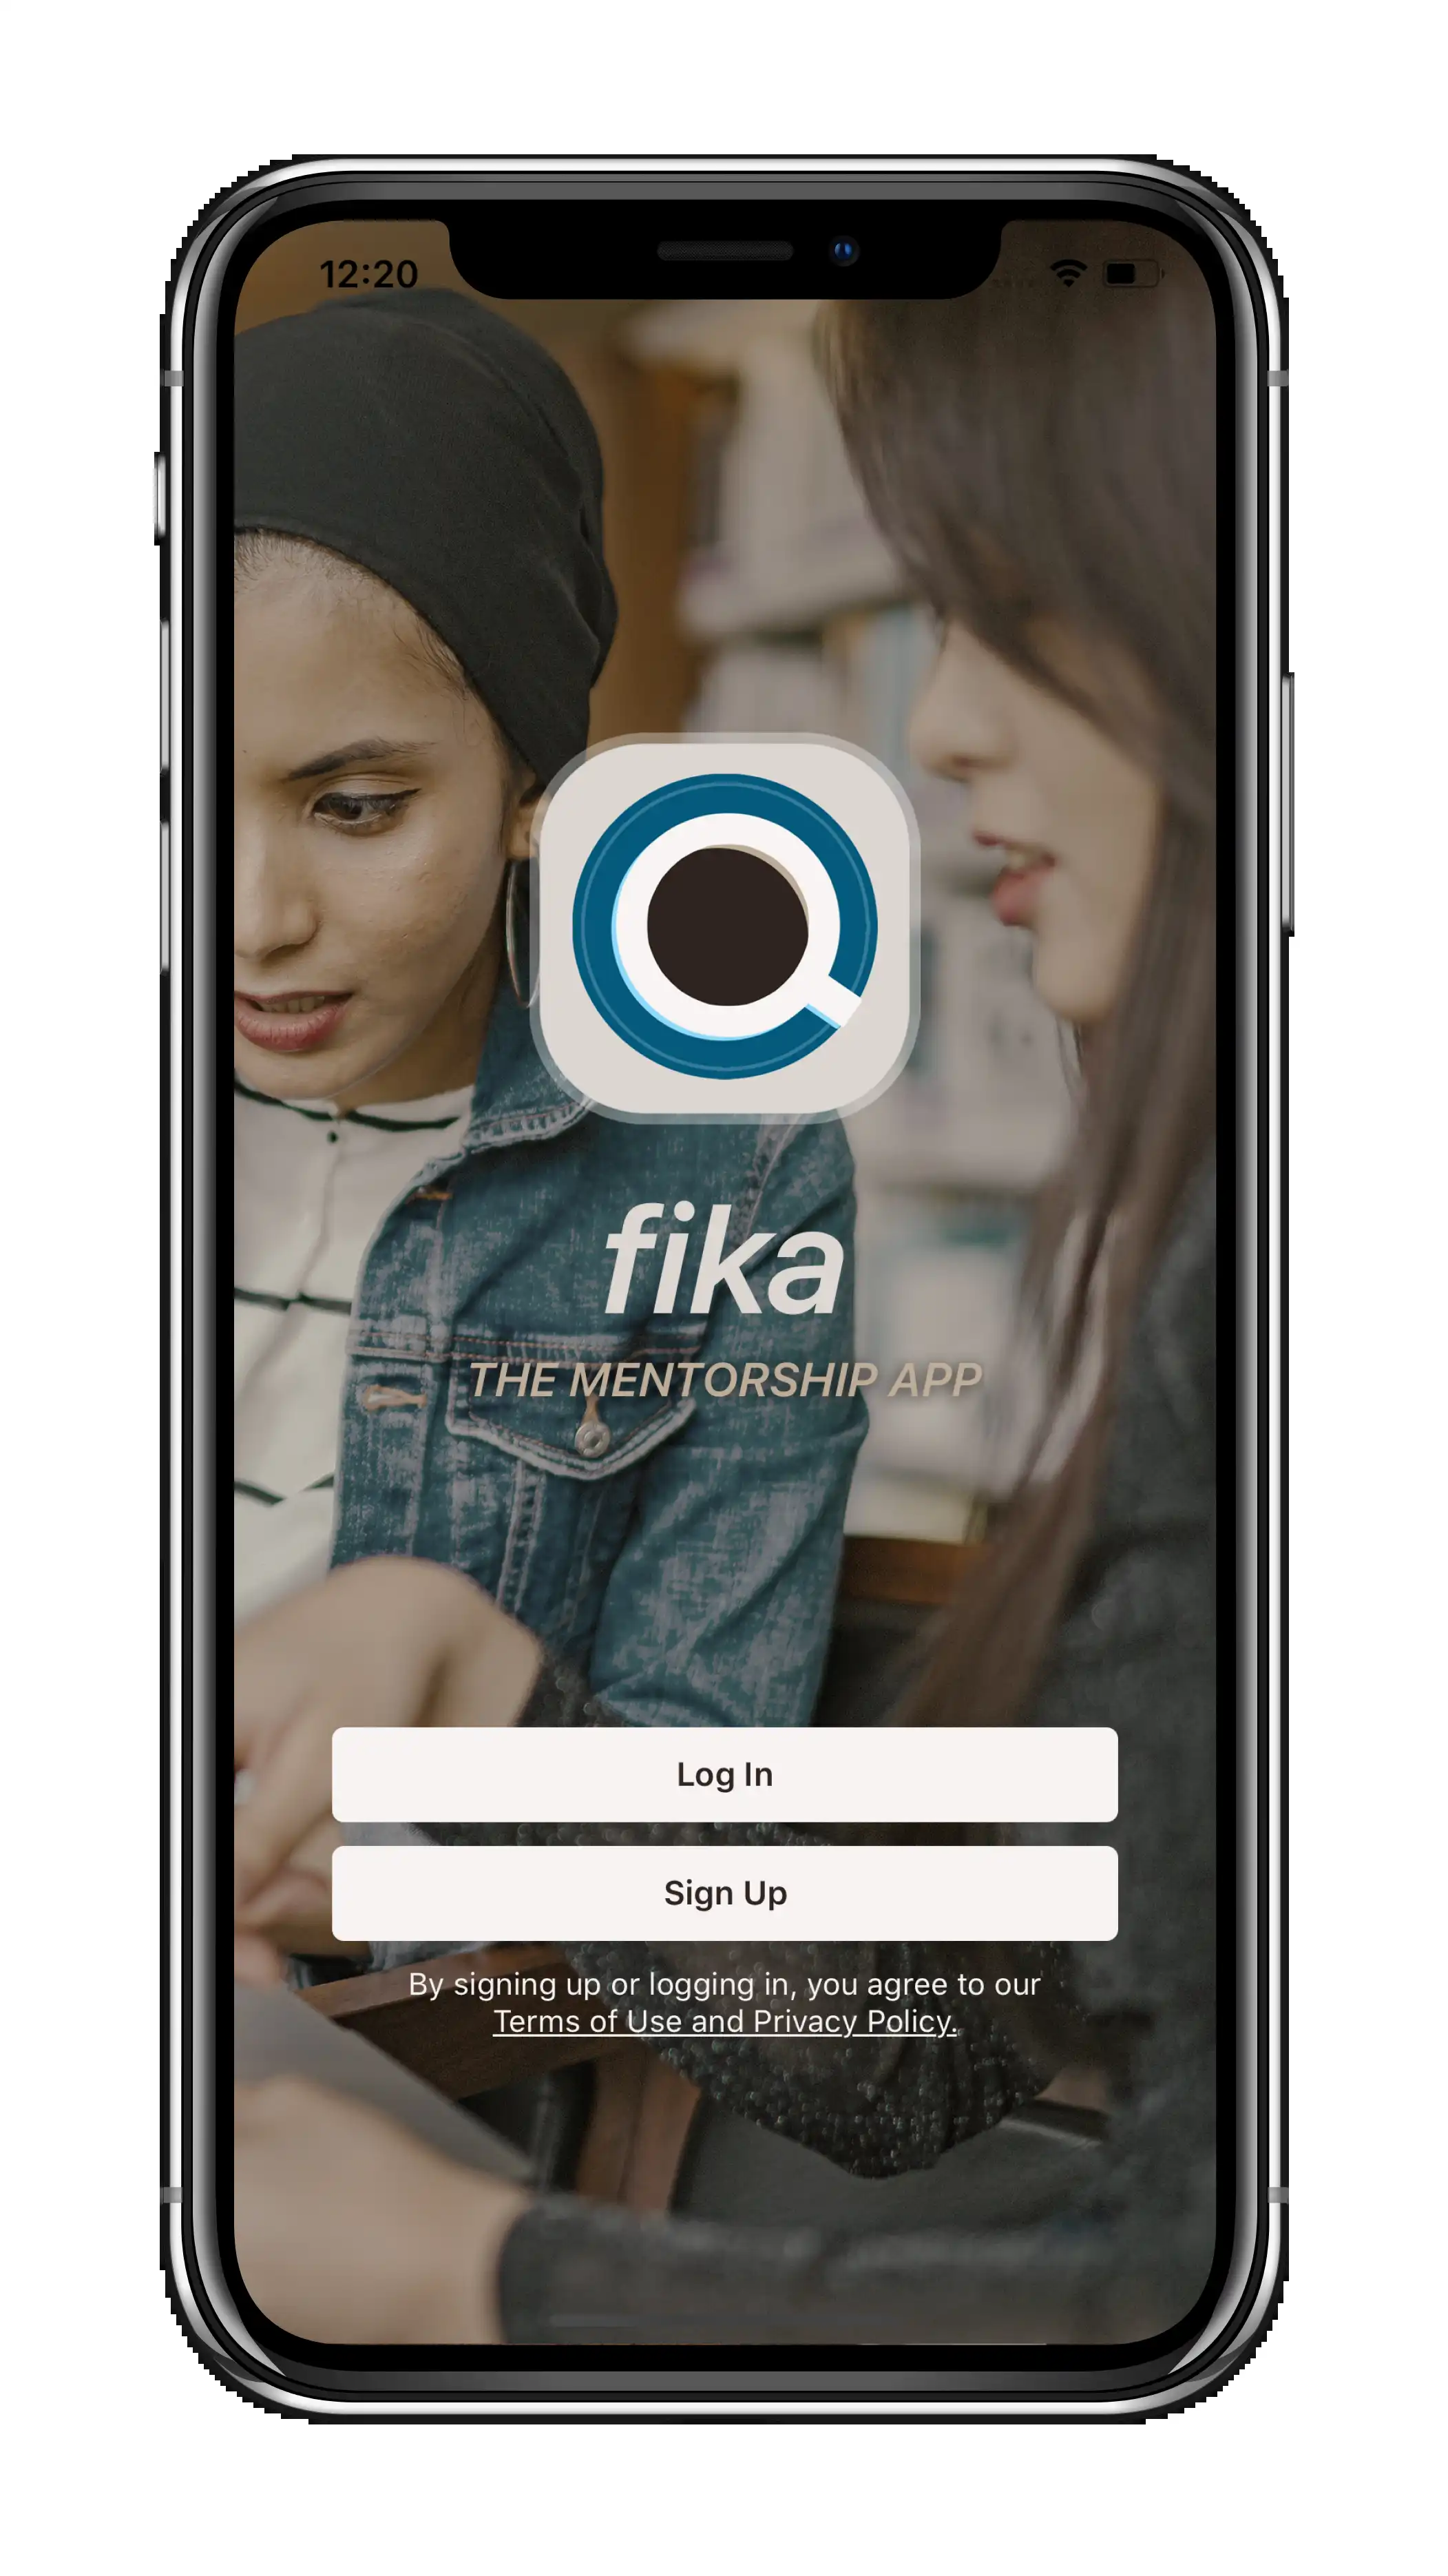 12:20
fika
THE MENTORSHIP APP
Log In
Sign Up
By signing up or logging in, you agree to our
Terms of Use and Privacy Policy.